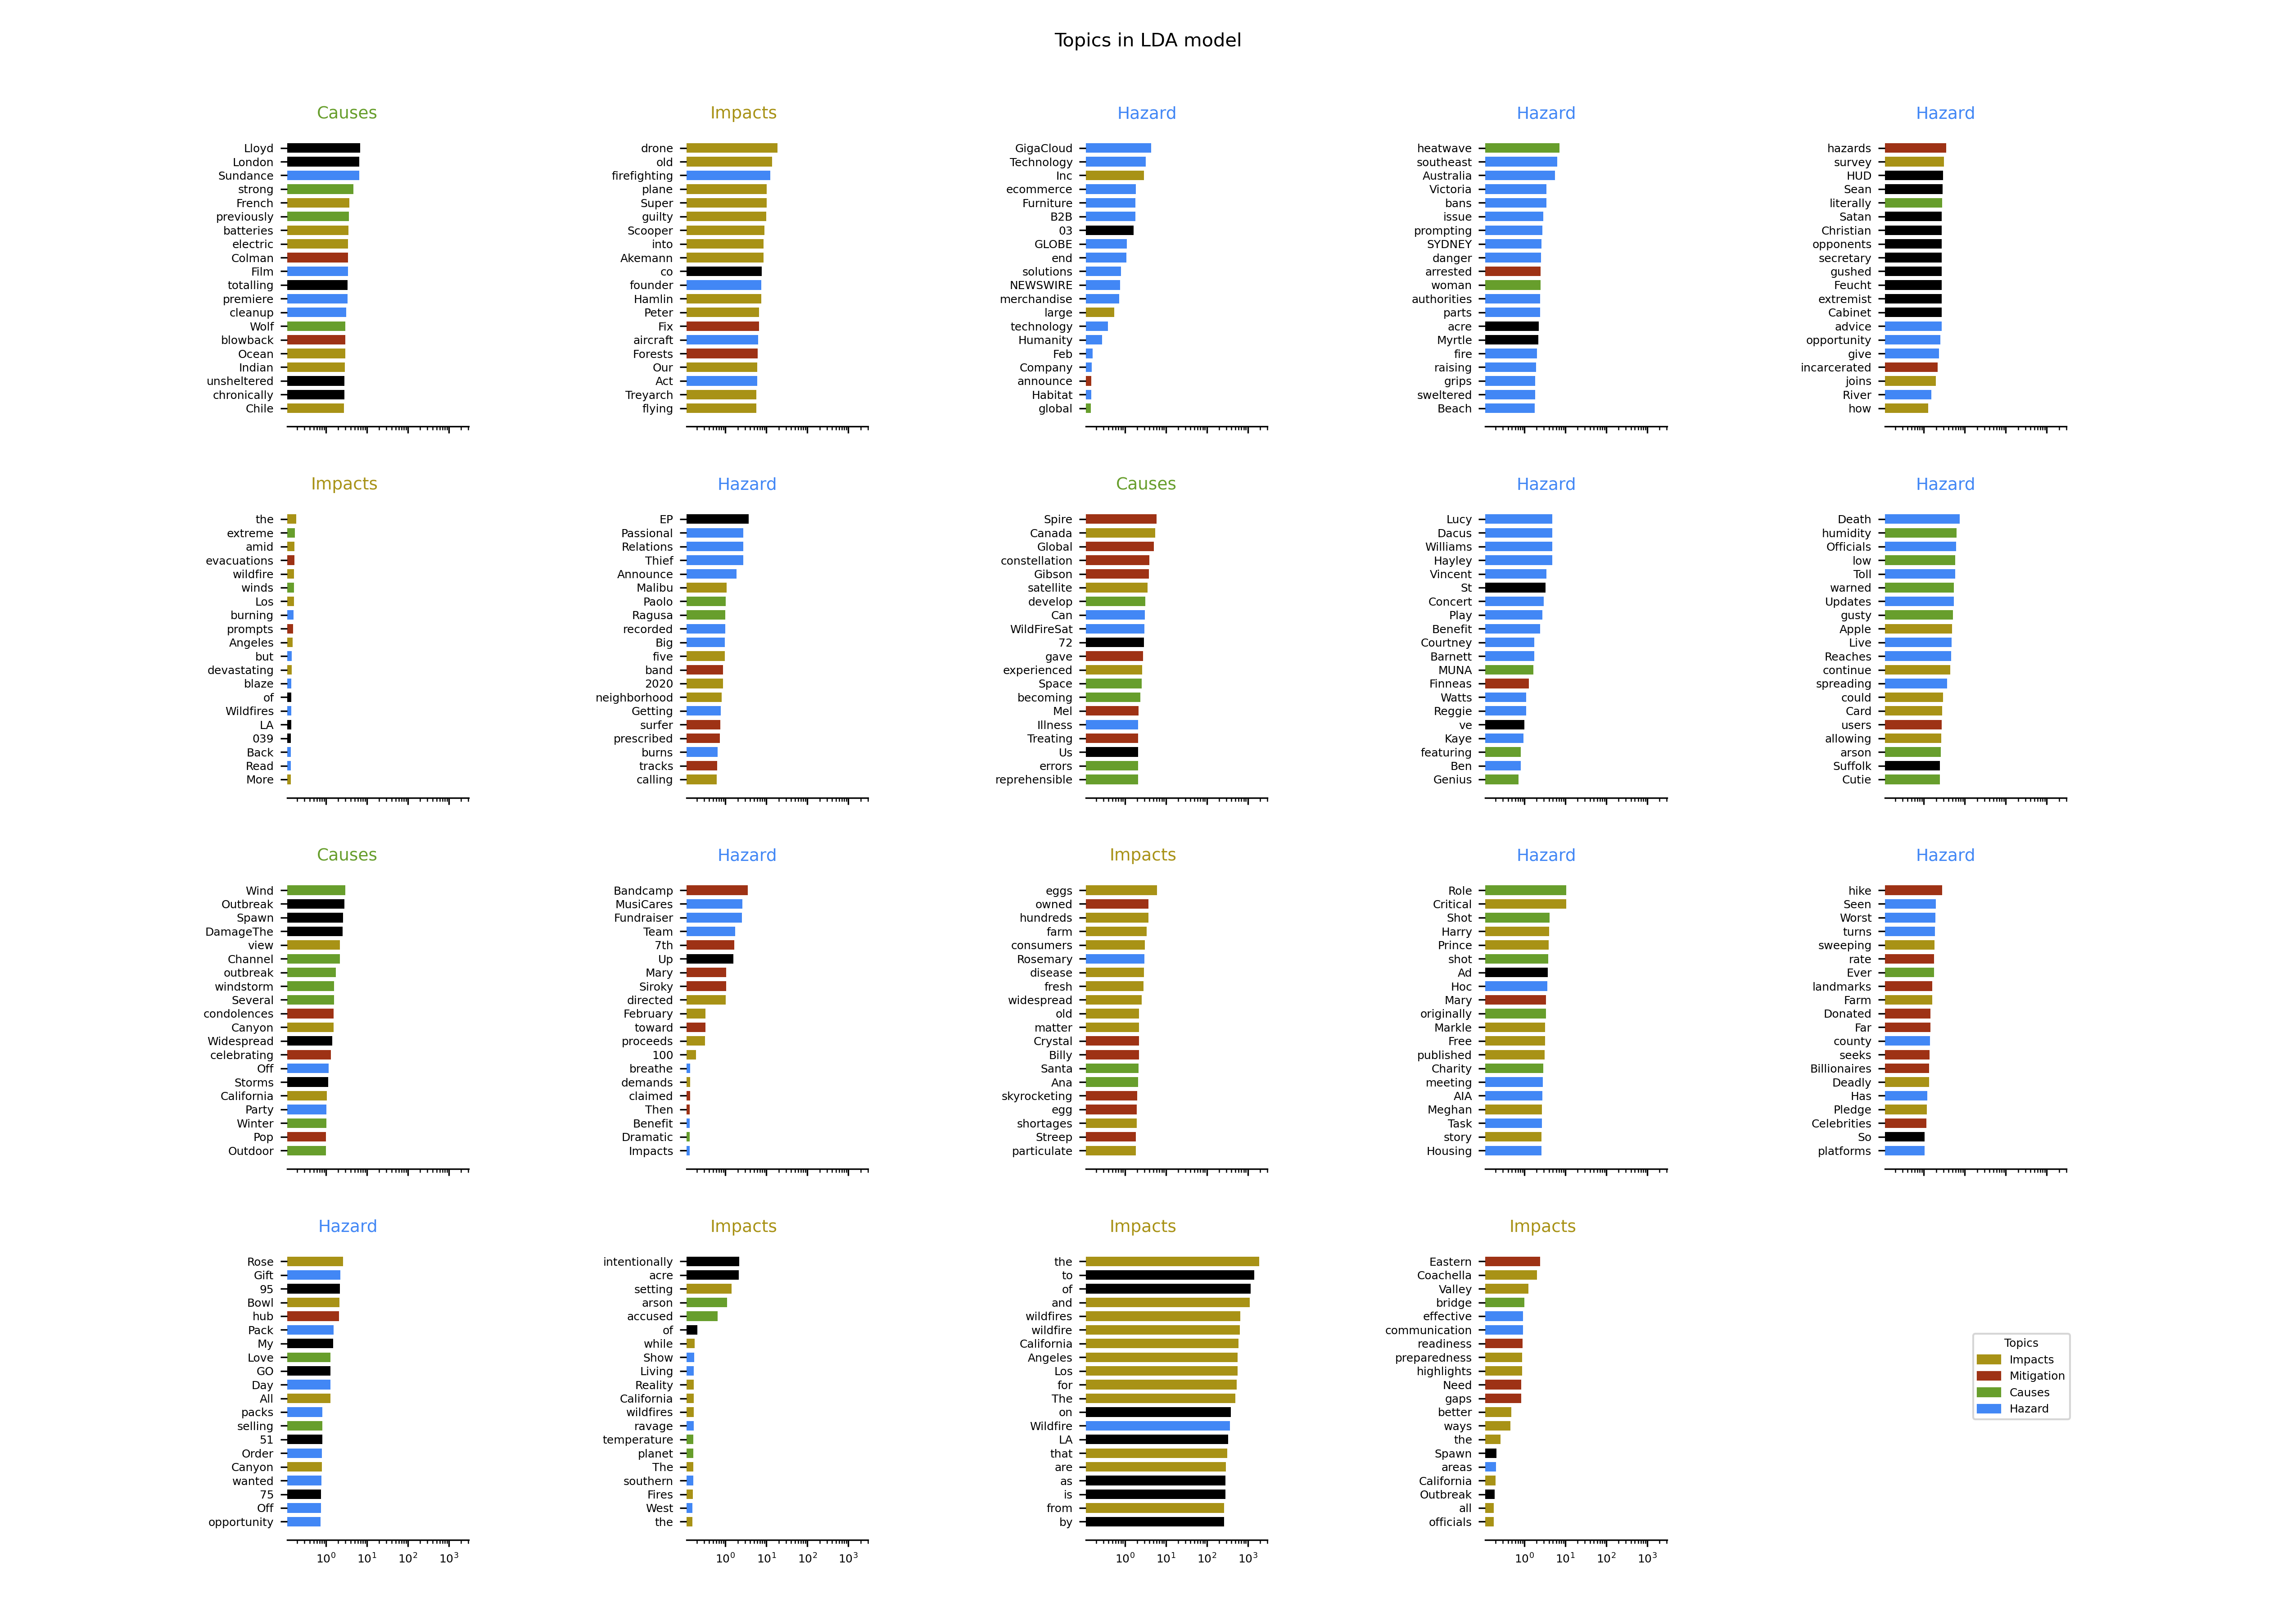 Topics in LDA model
Causes
Lloyd
London
Sundance
strong
French
previously
batteries
electric
Colman
Film
totalling
premiere
cleanup
Wolf
blowback
Ocean
Indian
unsheltered
chronically
Chile
Impacts
drone
old
firefighting
plane
Super
guilty
Scooper
into
Akemann
co
founder
Hamlin
Peter
Fix
aircraft
Forests
Our
Act
Treyarch
flying
Hazard
GigaCloud
Technology
Inc
ecommerce
Furniture
B2B
03
GLOBE
end
solutions
NEWSWIRE
merchandise
large
technology
Humanity
Feb
Company
announce
Habitat
global
Hazard
heatwave
southeast
Australia
Victoria
bans
issue
prompting
SYDNEY
danger
arrested
woman
authorities
parts
acre
Myrtle
fire
raising
grips
sweltered
Beach
Hazard
hazards
survey
HUD
Sean
literally
Satan
Christian
opponents
secretary
gushed
Feucht
extremist
Cabinet
advice
opportunity
give
incarcerated
joins
River
how
Impacts
the
extreme
amid
evacuations
wildfire
winds
Los
burning
prompts
Angeles
but
devastating
blaze
of
Wildfires
LA
039
Back
Read
More
Hazard
EP
Passional
Relations
Thief
Announce
Malibu
Paolo
Ragusa
recorded
Big
five
band
2020
neighborhood
Getting
surfer
prescribed
burns
tracks
calling
Causes
Spire
Canada
Global
constellation
Gibson
satellite
develop
Can
WildFireSat
72
gave
experienced
Space
becoming
Mel
Illness
Treating
Us
errors
reprehensible
Hazard
Lucy
Dacus
Williams
Hayley
Vincent
St
Concert
Play
Benefit
Courtney
Barnett
MUNA
Finneas
Watts
Reggie
ve
Kaye
featuring
Ben
Genius
Hazard
Death
humidity
Officials
low
Toll
warned
Updates
gusty
Apple
Live
Reaches
continue
spreading
could
Card
users
allowing
arson
Suffolk
Cutie
Causes
Wind
Outbreak
Spawn
DamageThe
view
Channel
outbreak
windstorm
Several
condolences
Canyon
Widespread
celebrating
Off
Storms
California
Party
Winter
Pop
Outdoor
Hazard
Bandcamp
MusiCares
Fundraiser
Team
7th
Up
Mary
Siroky
directed
February
toward
proceeds
100
breathe
demands
claimed
Then
Benefit
Dramatic
Impacts
Impacts
eggs
owned
hundreds
farm
consumers
Rosemary
disease
fresh
widespread
old
matter
Crystal
Billy
Santa
Ana
skyrocketing
egg
shortages
Streep
particulate
Hazard
Role
Critical
Shot
Harry
Prince
shot
Ad
Hoc
Mary
originally
Markle
Free
published
Charity
meeting
AIA
Meghan
Task
story
Housing
Hazard
hike
Seen
Worst
turns
sweeping
rate
Ever
landmarks
Farm
Donated
Far
county
seeks
Billionaires
Deadly
Has
Pledge
Celebrities
So
platforms
Hazard
Rose
Gift
95
Bowl
hub
Pack
My
Love
GO
Day
All
packs
selling
51
Order
Canyon
wanted
75
Off
opportunity
10⁰ 10¹ 10² 10³
Impacts
intentionally
acre
setting
arson
accused
of
while
Show
Living
Reality
California
wildfires
ravage
temperature
planet
The
southern
Fires
West
the
10⁰ 10¹ 10² 10³
Impacts
the
to
of
and
wildfires
wildfire
California
Angeles
Los
for
The
on
Wildfire
LA
that
are
as
is
from
by
10⁰ 10¹ 10² 10³
Impacts
Eastern
Coachella
Valley
bridge
effective
communication
readiness
preparedness
highlights
Need
gaps
better
ways
the
Spawn
areas
California
Outbreak
all
officials
10⁰ 10¹ 10² 10³
Topics
Impacts
Mitigation
Causes
Hazard